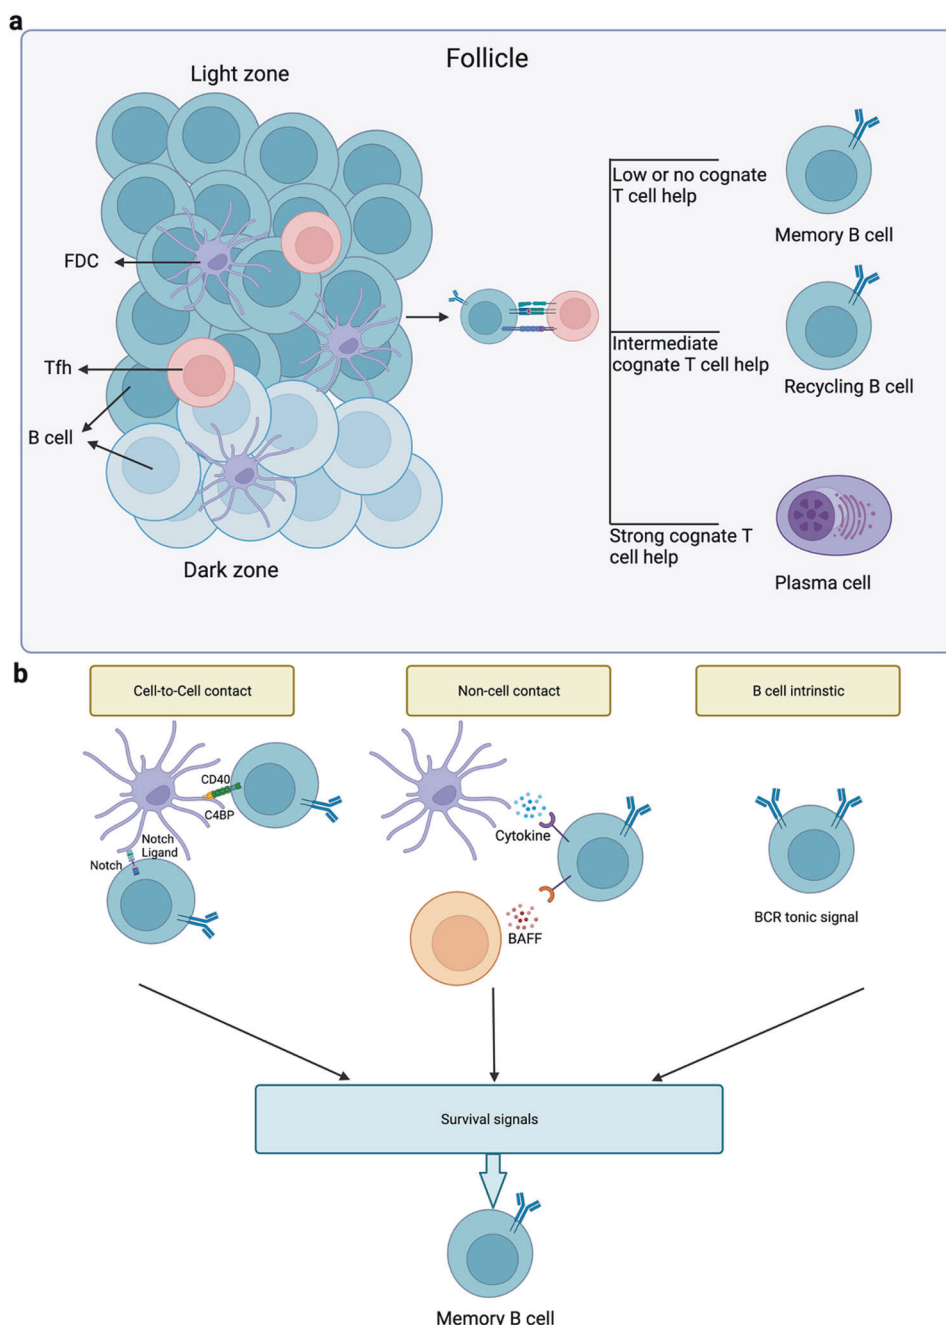 a
Follicle
Light zone
FDC
Tfh
B cell
Dark zone
Low or no cognate
T cell help
Memory B cell
Intermediate
cognate T cell help
Recycling B cell
Strong cognate T
cell help
Plasma cell
b
Cell-to-Cell contact
Non-cell contact
B cell intrinstic
CD40
C4BP
Notch
Ligand
Notch
Cytokine
BAFF
BCR tonic signal
Survival signals
Memory B cell